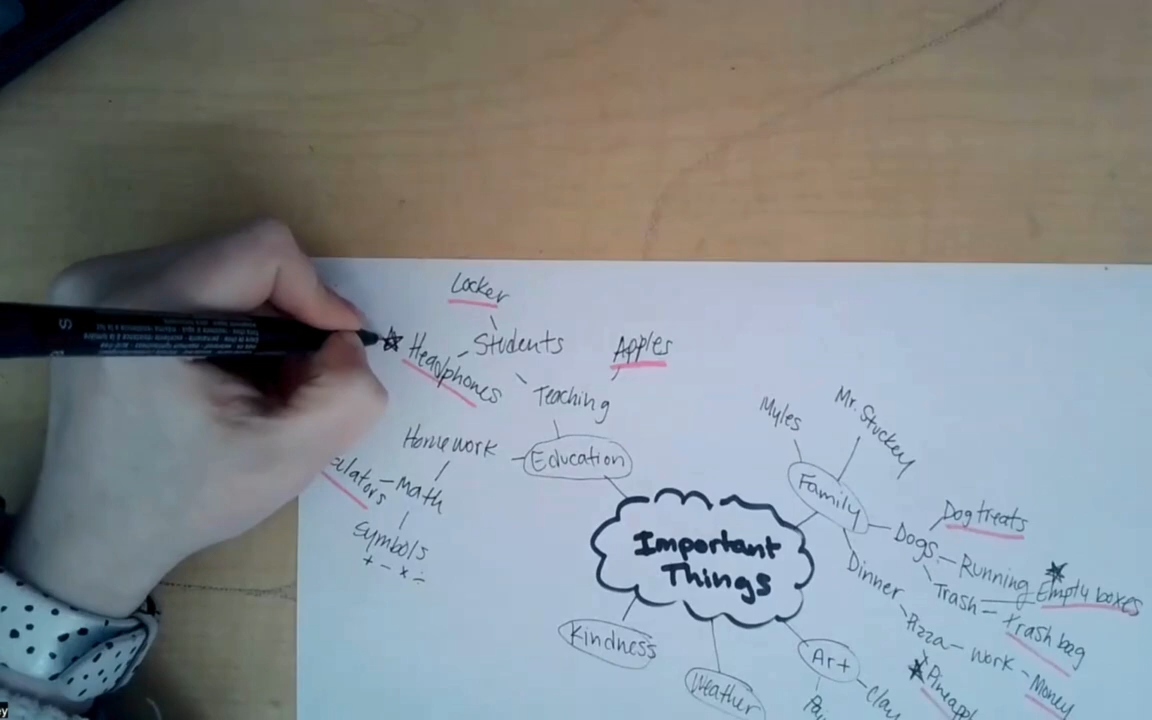 Locker
Students
Headphones
Apples
Teaching
Homework
Education
Math
Symbols
+ - × ÷
Myles
Mr. Stuckey
Family
Dog treats
Dogs
Running
Empty boxes
Trash
Trash bag
Dinner
Pizza
Work
Money
Important
Things
Kindness
Weather
Art
Clay